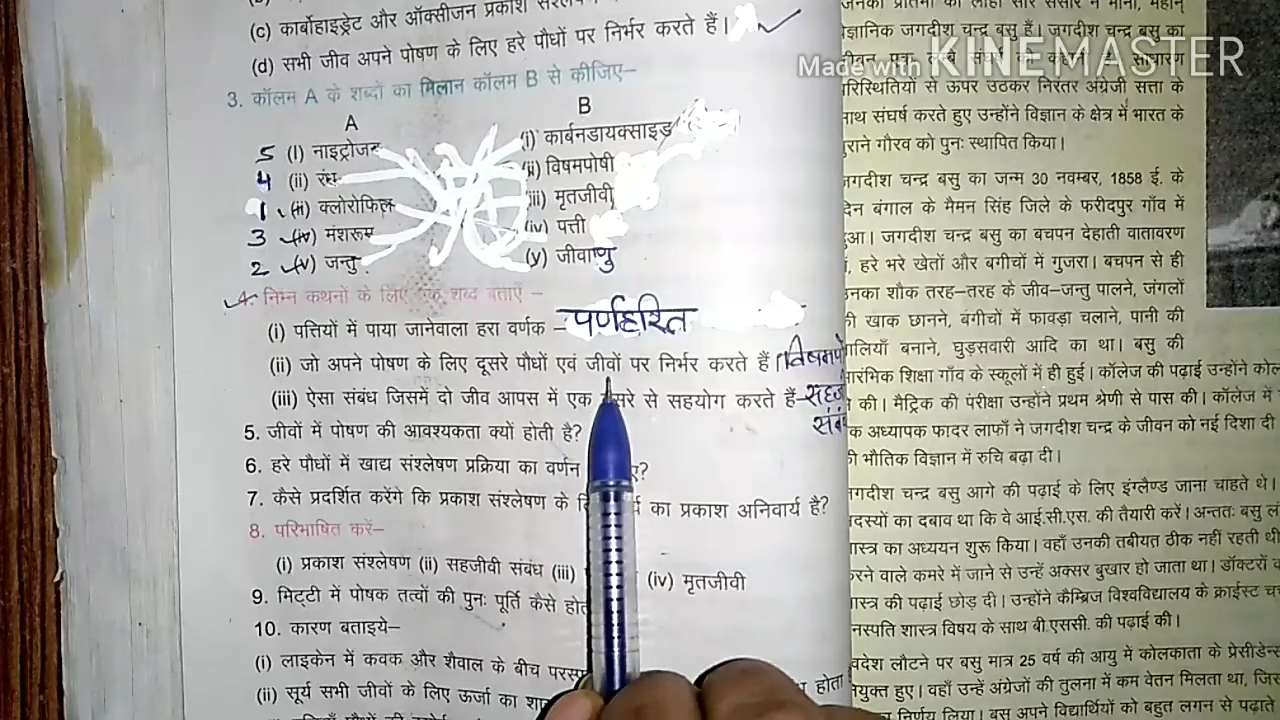 (c) कार्बोहाइड्रेट और ऑक्सीजन प्रकाश
(d) सभी जीव अपने पोषण के लिए हरे पौधों पर निर्भर करते हैं।
3. कॉलम A के शब्दों का मिलान कॉलम B से कीजिए–
A B
5 (I) नाइट्रोजन (i) कार्बनडायक्साइड
4 (ii) रंध्र (ii) विषमपोषी
1 (iii) क्लोरोफिल (iii) मृतजीवी
3 (iv) मंशरूम (iv) पत्ती
2 (v) जन्तु (y) जीवाणु
4. निम्न कथनों के लिए एक शब्द बताएँ –
(i) पत्तियों में पाया जानेवाला हरा वर्णक – पर्णहरित
(ii) जो अपने पोषण के लिए दूसरे पौधों एवं जीवों पर निर्भर करते हैं। विषमपो
(iii) ऐसा संबंध जिसमें दो जीव आपस में एक सरे से सहयोग करते हैं– सहजी
संबं
5. जीवों में पोषण की आवश्यकता क्यों होती है?
6. हरे पौधों में खाद्य संश्लेषण प्रक्रिया का वर्णन ए?
7. कैसे प्रदर्शित करेंगे कि प्रकाश संश्लेषण के का प्रकाश अनिवार्य है?
8. परिभाषित करें–
(i) प्रकाश संश्लेषण (ii) सहजीवी संबंध (iii) (iv) मृतजीवी
9. मिट्टी में पोषक तत्वों की पुनः पूर्ति कैसे
10. कारण बताइये–
(i) लाइकेन में कवक और शैवाल के बीच
(ii) सूर्य सभी जीवों के लिए ऊर्जा का होता
Made with KINEMASTER
जगदीश चन्द्र बसु हैं। जगदीश चन्द्र बसु का
से ऊपर उठकर निरंतर अंग्रेजी सत्ता के
साथ संघर्ष करते हुए उन्होंने विज्ञान के क्षेत्र में भारत के
पुराने गौरव को पुनः स्थापित किया।
जगदीश चन्द्र बसु का जन्म 30 नवम्बर, 1858 ई. के
दिन बंगाल के मैमन सिंह जिले के फरीदपुर गाँव में
हुआ। जगदीश चन्द्र बसु का बचपन देहाती वातावरण
, हरे भरे खेतों और बगीचों में गुजरा। बचपन से ही
उनका शौक तरह–तरह के जीव–जन्तु पालने, जंगलों
की खाक छानने, बंगीचों में फावड़ा चलाने, पानी की
बनाने, घुड़सवारी आदि का था। बसु की
शिक्षा गाँव के स्कूलों में ही हुई। कॉलेज की पढ़ाई उन्होंने
की। मैट्रिक की परीक्षा उन्होंने प्रथम श्रेणी से पास की। कॉलेज में
के अध्यापक फादर लाफाँ ने जगदीश चन्द्र के जीवन को नई दिशा दी
भौतिक विज्ञान में रुचि बढ़ा दी।
जगदीश चन्द्र बसु आगे की पढ़ाई के लिए इंग्लैण्ड जाना चाहते थे।
का दबाव था कि वे आई.सी.एस. की तैयारी करें। अन्ततः बसु
का अध्ययन शुरू किया। वहाँ उनकी तबीयत ठीक नहीं रहती थी
करने वाले कमरे में जाने से उन्हें अक्सर बुखार हो जाता था। डॉक्टरों
की पढ़ाई छोड़ दी। उन्होंने कैम्ब्रिज विश्वविद्यालय के क्राईस्ट
शास्त्र विषय के साथ बी.एससी. की पढ़ाई की।
लौटने पर बसु मात्र 25 वर्ष की आयु में कोलकाता के
हुए। वहाँ उन्हें अंग्रेजों की तुलना में कम वेतन मिलता था,
निर्णय लिया। बसु अपने विद्यार्थियों को बहुत लगन से